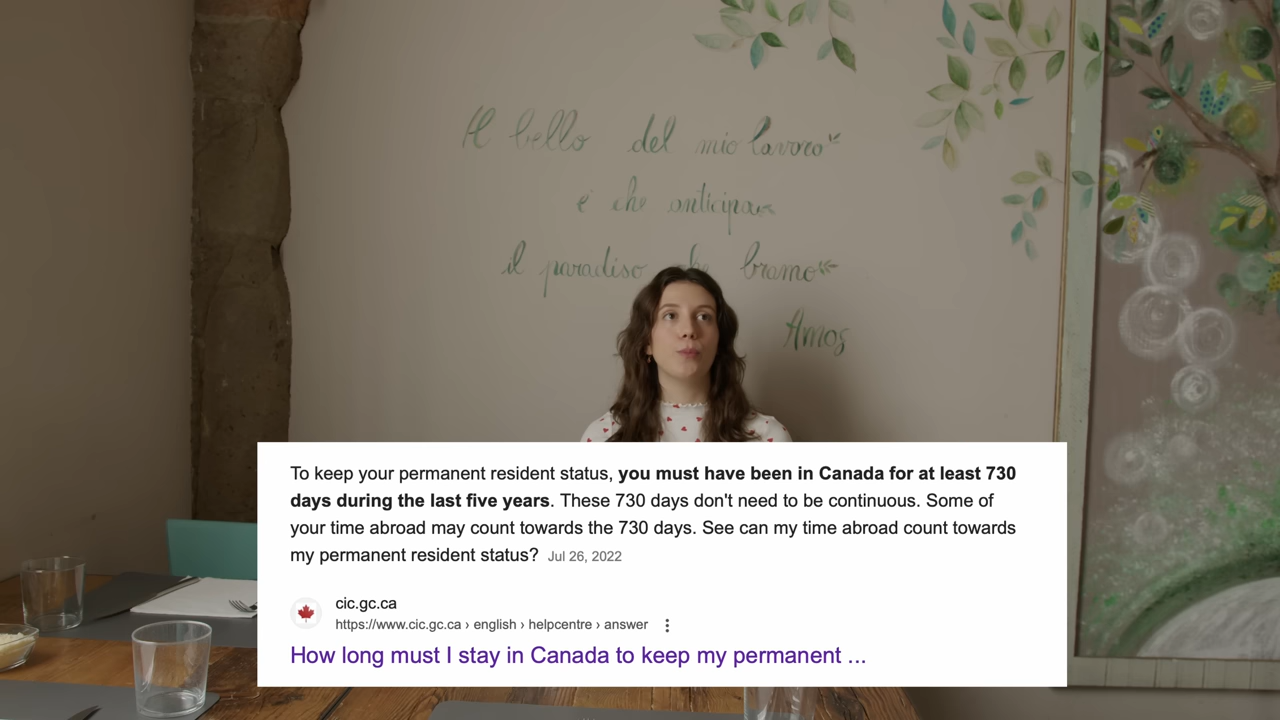 Il bello del mio lavoro
è che anticipa
il paradiso che bramo
Amos
To keep your permanent resident status, you must have been in Canada for at least 730
days during the last five years. These 730 days don't need to be continuous. Some of
your time abroad may count towards the 730 days. See can my time abroad count towards
my permanent resident status? Jul 26, 2022
cic.gc.ca
https://www.cic.gc.ca › english › helpcentre › answer
How long must I stay in Canada to keep my permanent ...